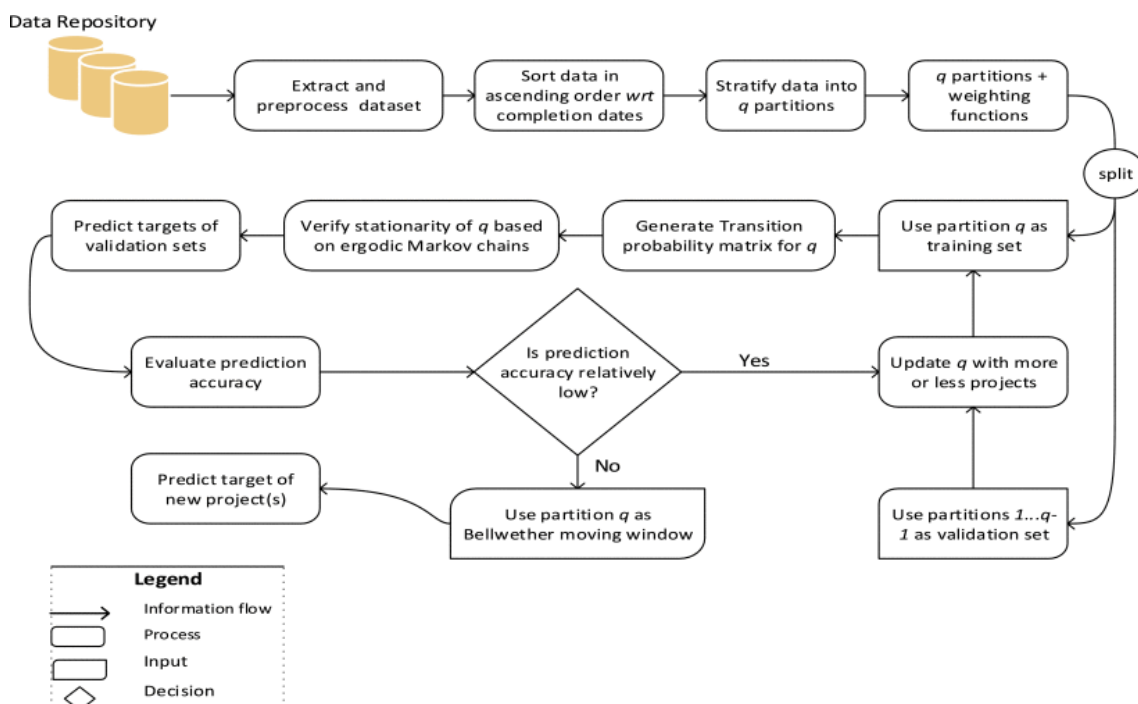 Data Repository
Extract and
preprocess dataset
Sort data in
ascending order wrt
completion dates
Stratify data into
q partitions
q partitions +
weighting
functions
split
Predict targets of
validation sets
Verify stationarity of q based
on ergodic Markov chains
Generate Transition
probability matrix for q
Use partition q as
training set
Evaluate prediction
accuracy
Is prediction
accuracy relatively
low?
Yes
Update q with more
or less projects
No
Predict target of
new project(s)
Use partition q as
Bellwether moving window
Use partitions 1...q-
1 as validation set
Legend
Information flow
Process
Input
Decision